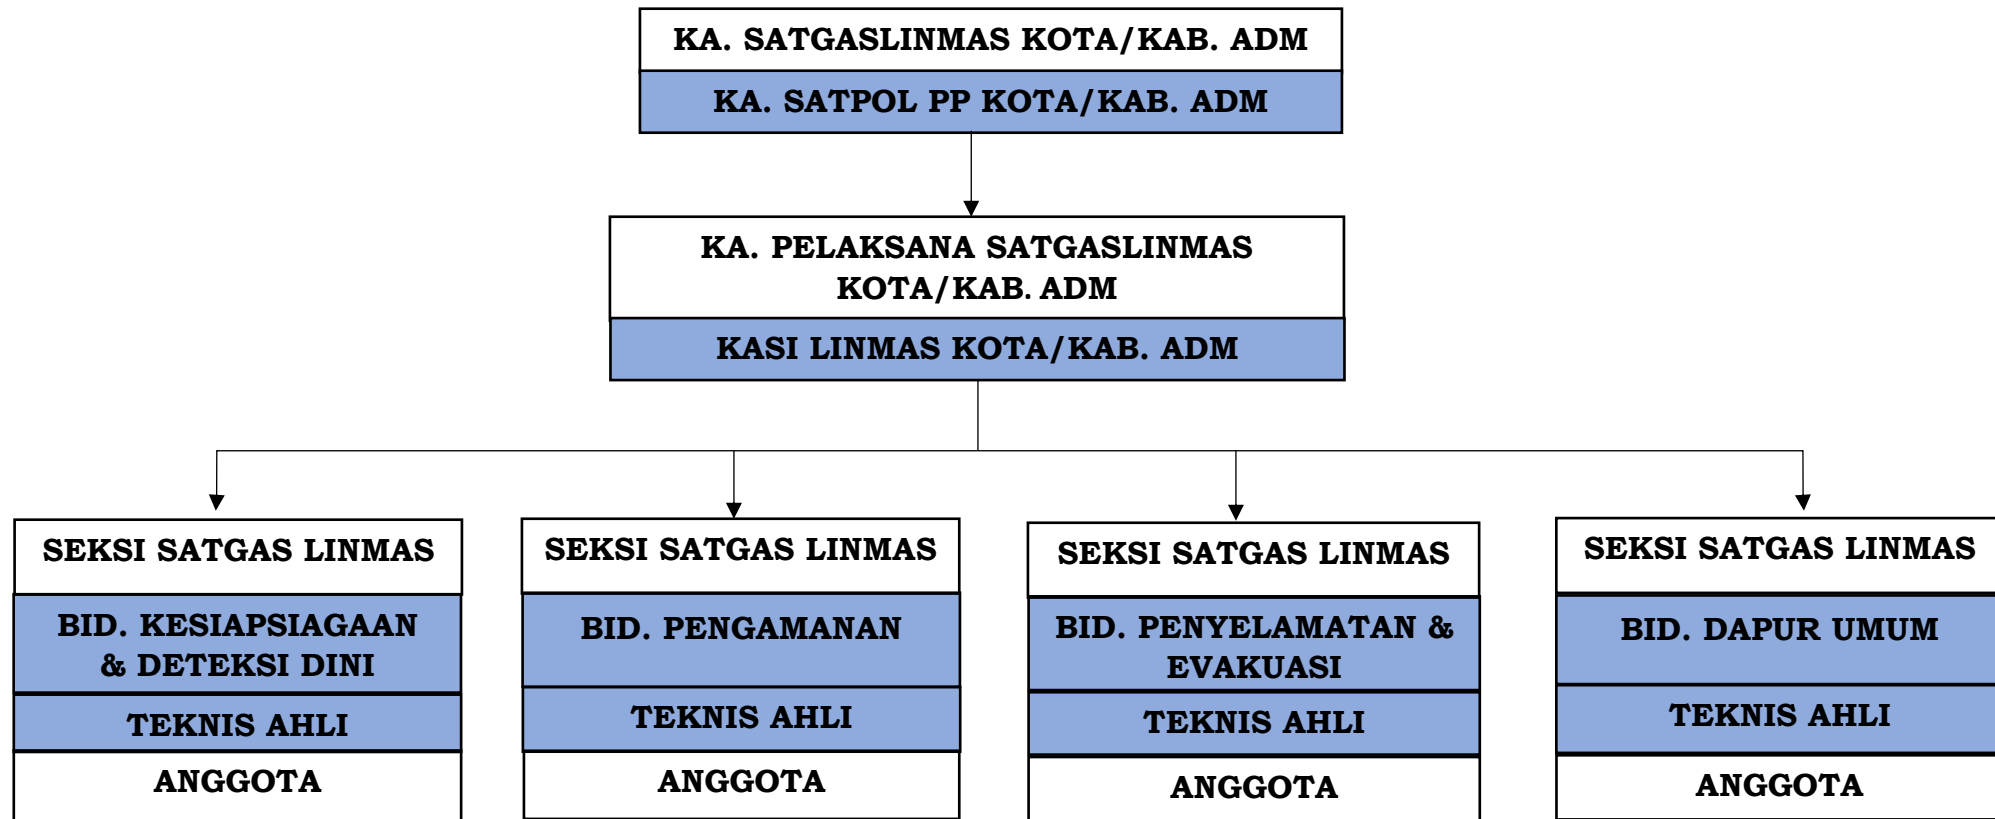 KA. SATGASLINMAS KOTA/KAB. ADM
KA. SATPOL PP KOTA/KAB. ADM
KA. PELAKSANA SATGASLINMAS
KOTA/KAB. ADM
KASI LINMAS KOTA/KAB. ADM
SEKSI SATGAS LINMAS
BID. KESIAPSIAGAAN
& DETEKSI DINI
TEKNIS AHLI
ANGGOTA
SEKSI SATGAS LINMAS
BID. PENGAMANAN
TEKNIS AHLI
ANGGOTA
SEKSI SATGAS LINMAS
BID. PENYELAMATAN &
EVAKUASI
TEKNIS AHLI
ANGGOTA
SEKSI SATGAS LINMAS
BID. DAPUR UMUM
TEKNIS AHLI
ANGGOTA